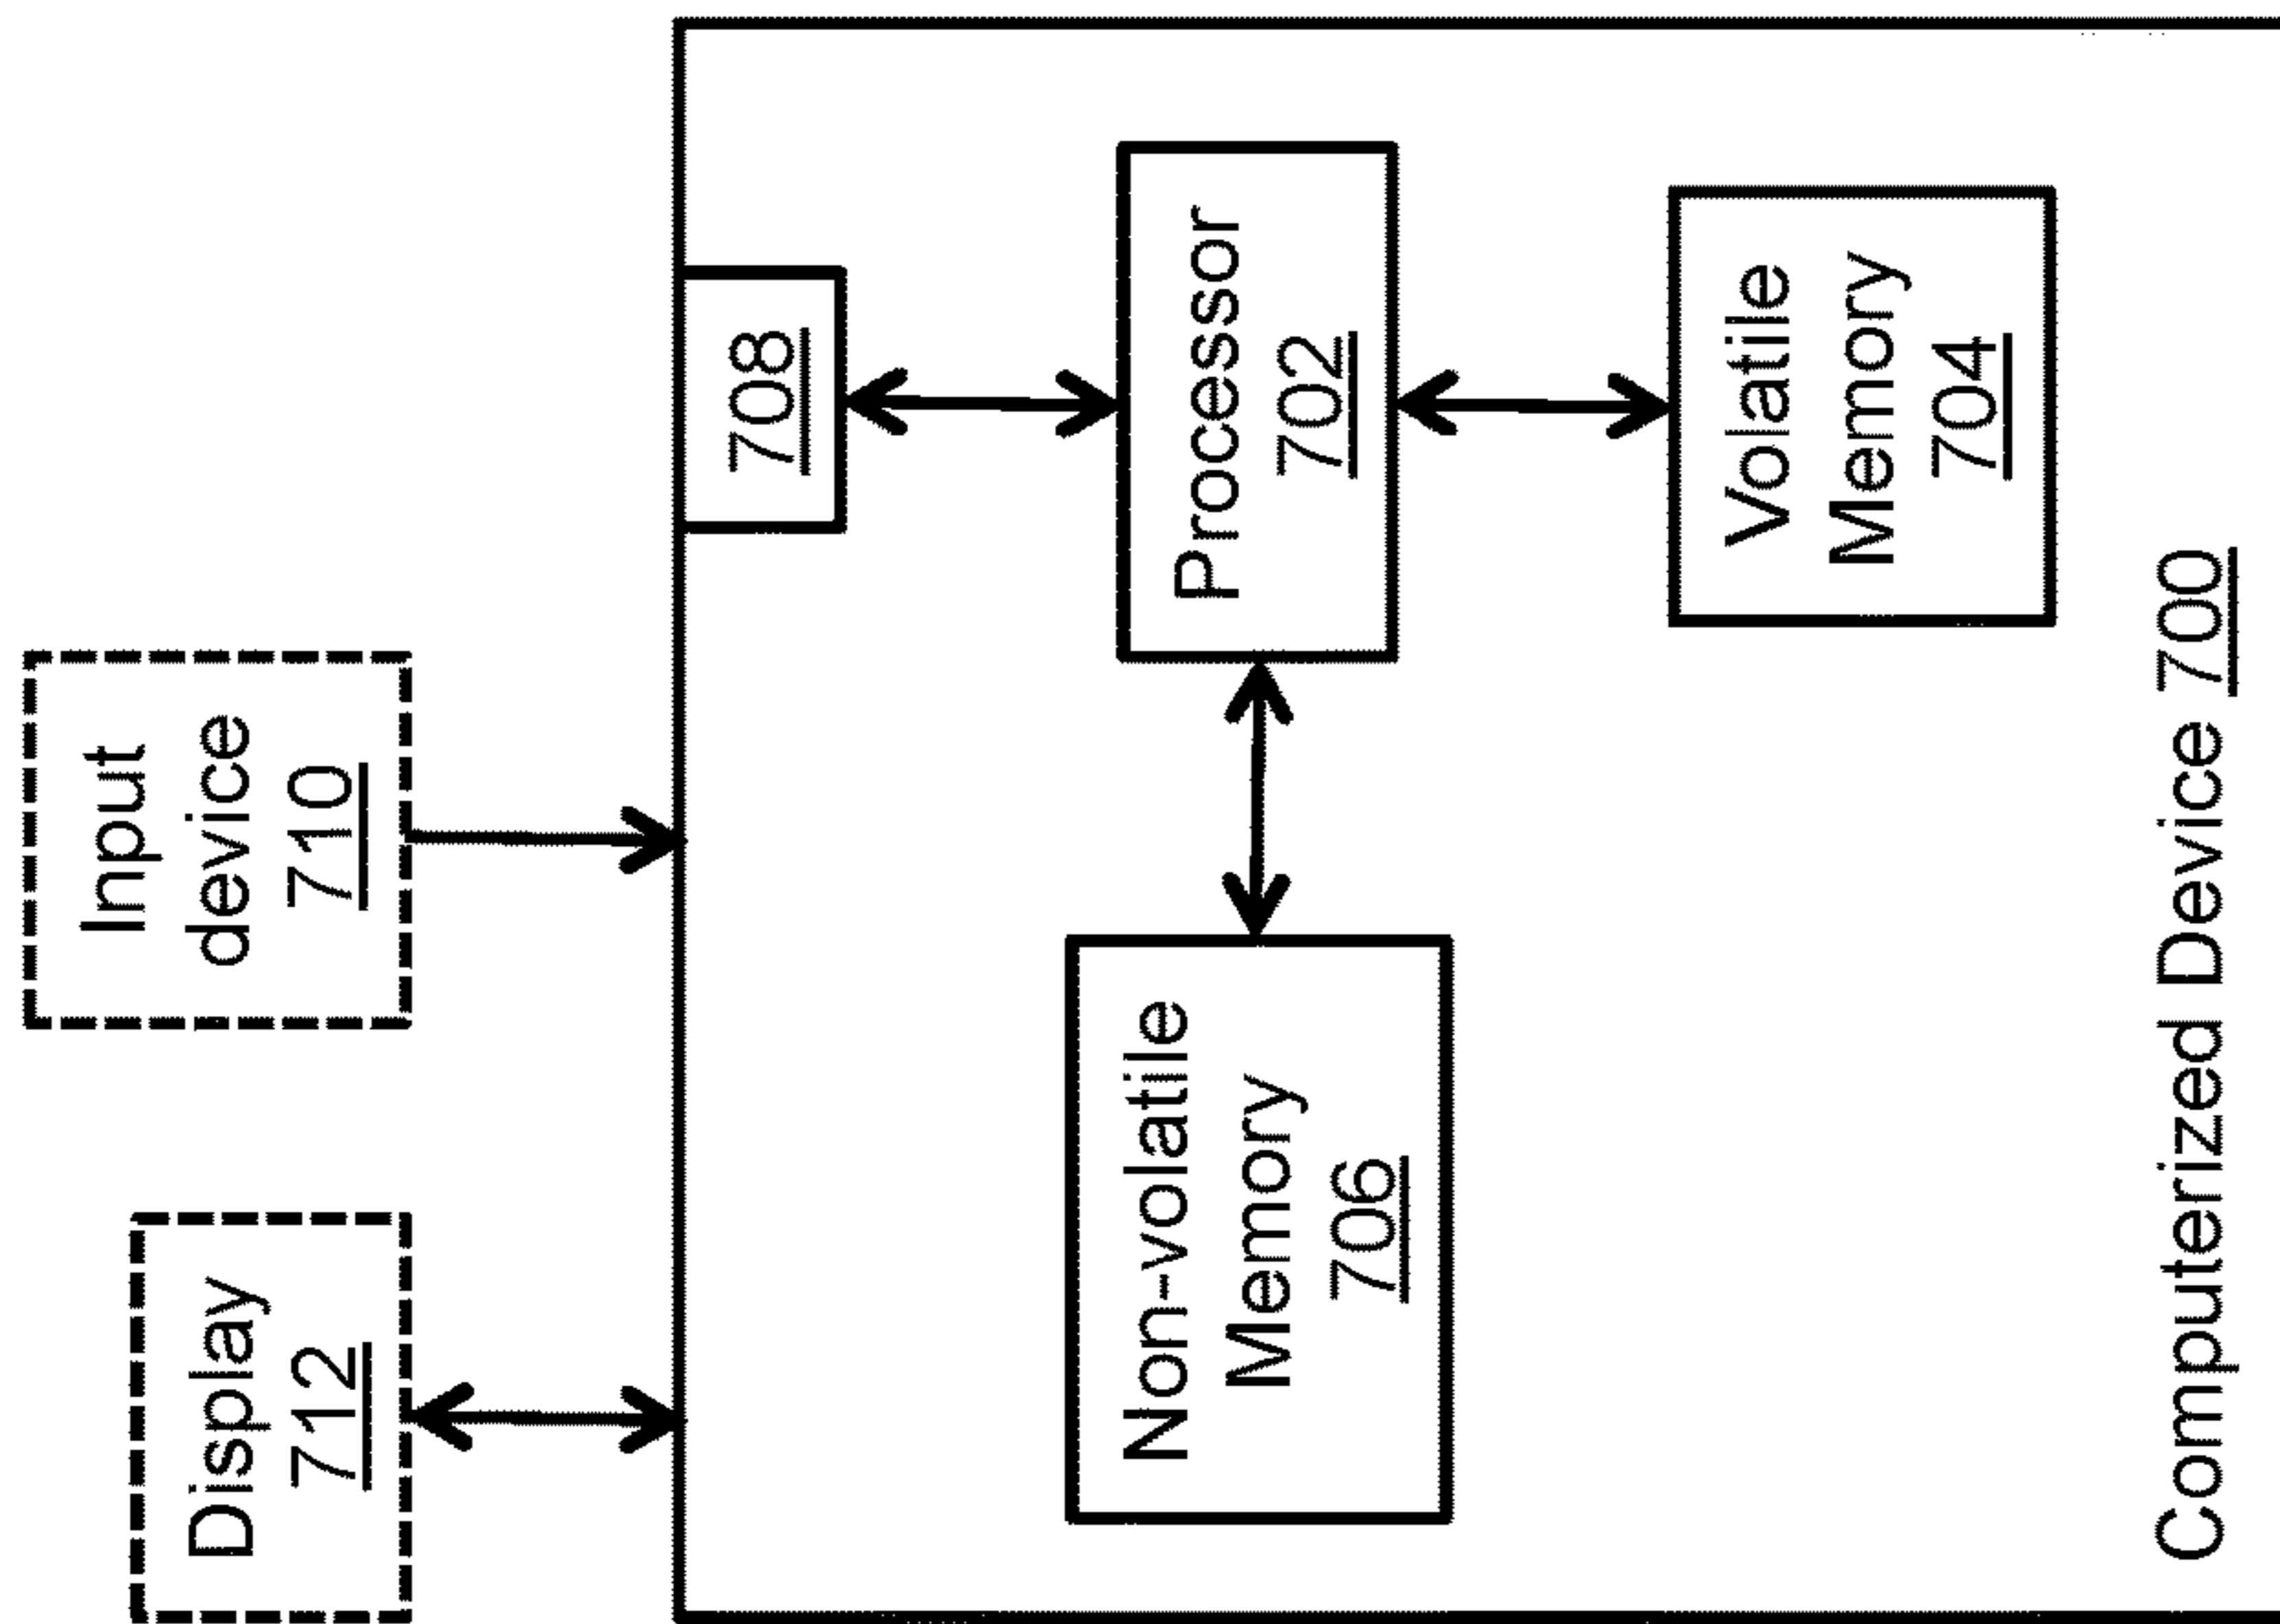 Display
712
Input
device
710
708
Non-volatile
Memory
706
Processor
702
Volatile
Memory
704
Computerized Device 700